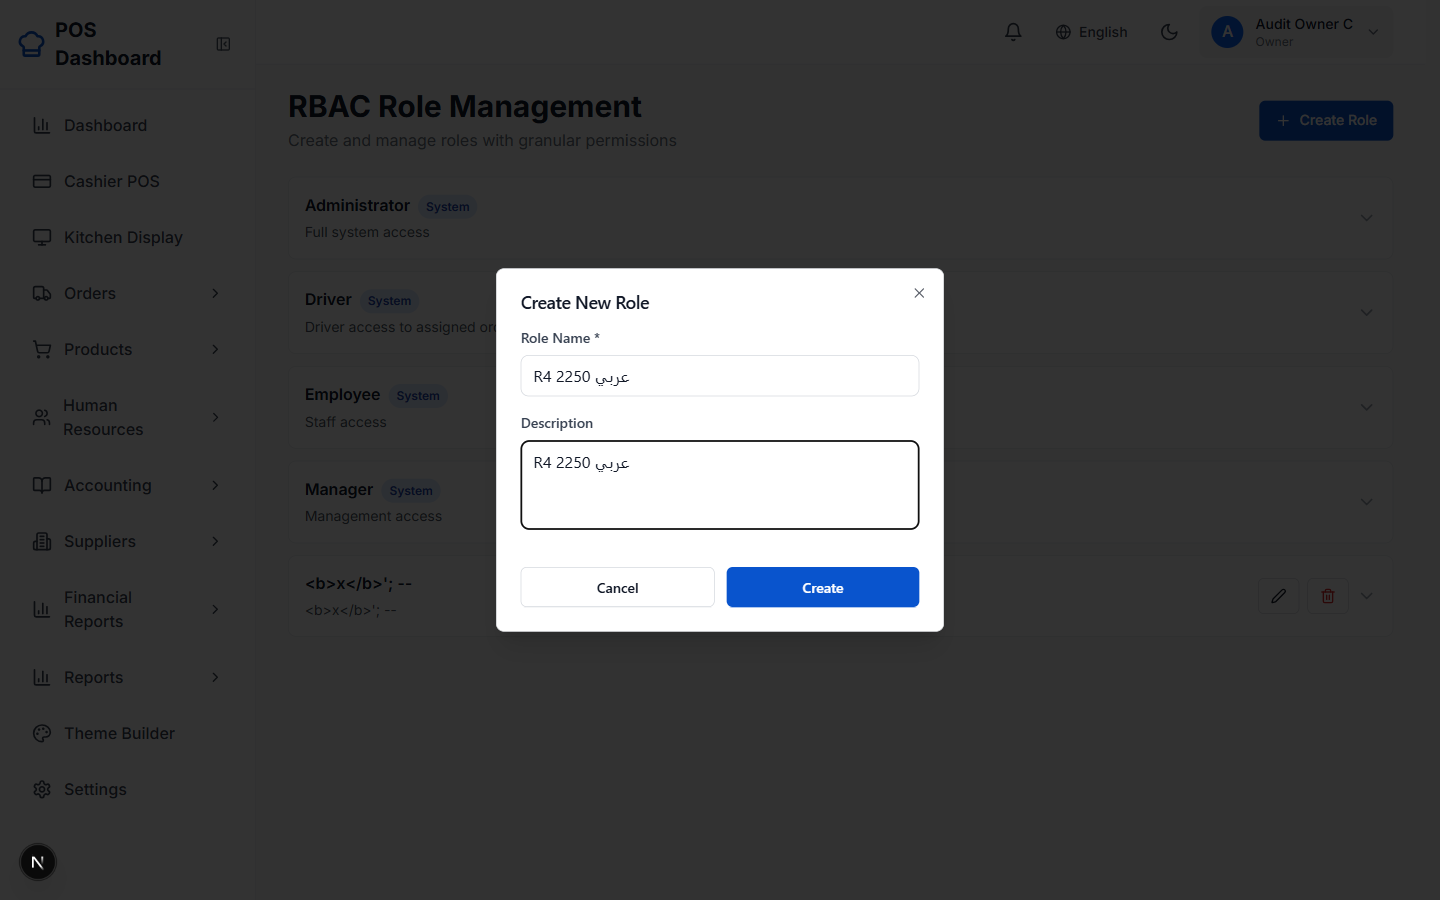 POS
Dashboard
English
A
Audit Owner C
Owner
Dashboard
Cashier POS
Kitchen Display
Orders
Products
Human
Resources
Accounting
Suppliers
Financial
Reports
Reports
Theme Builder
Settings
N
RBAC Role Management
Create and manage roles with granular permissions
Create Role
Administrator System
Full system access
Driver System
Driver access to assigned
Employee System
Staff access
Manager System
Management access
<b>x</b>'; --
<b>x</b>'; --
Create New Role
Role Name *
R4 2250 عربي
Description
R4 2250 عربي
Cancel
Create